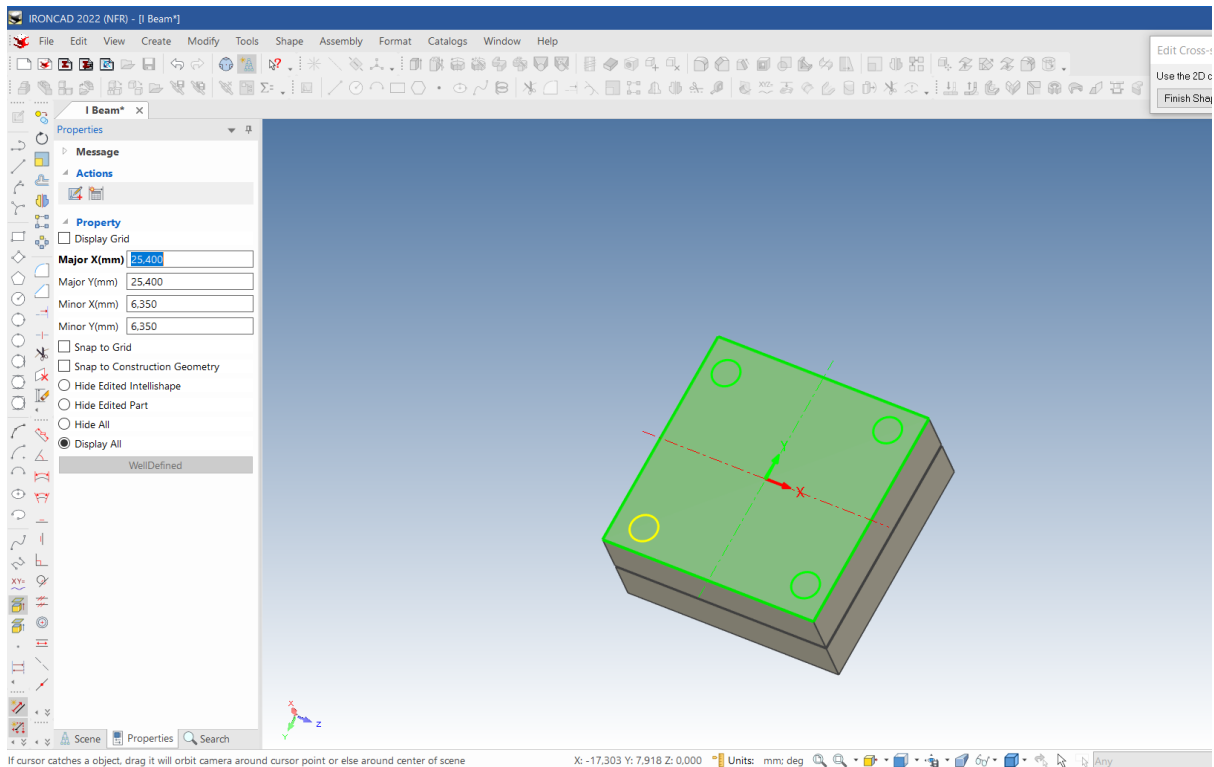 IRONCAD 2022 (NFR) - [I Beam*]
File Edit View Create Modify Tools Shape Assembly Format Catalogs Window Help
Edit Cross-s
Use the 2D c
Finish Shap
I Beam* X
Properties
Message
Actions
Property
Display Grid
Major X(mm) 25,400
Major Y(mm) 25,400
Minor X(mm) 6,350
Minor Y(mm) 6,350
Snap to Grid
Snap to Construction Geometry
Hide Edited Intellishape
Hide Edited Part
Hide All
Display All
WellDefined
Y
X
X
Z
Y
Scene Properties Search
If cursor catches a object, drag it will orbit camera around cursor point or else around center of scene X: -17,303 Y: 7,918 Z: 0,000 Units: mm; deg Any